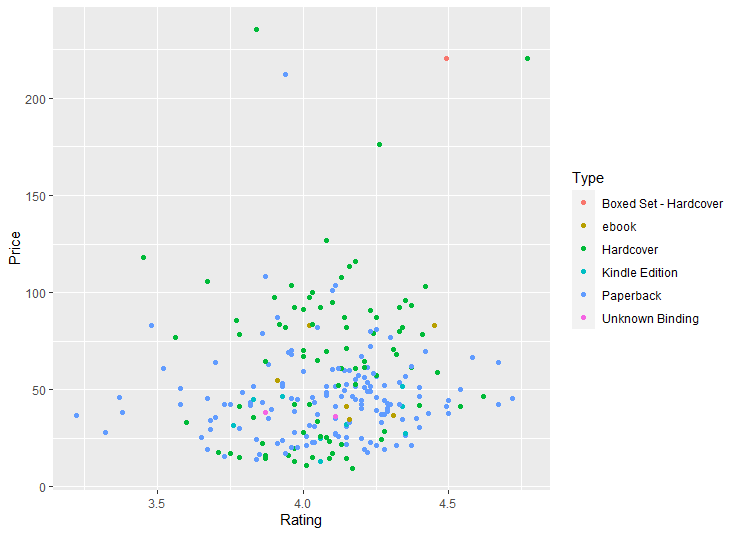 200
150
100
50
0
Price
3.5
4.0
4.5
Rating
Type
Boxed Set - Hardcover
ebook
Hardcover
Kindle Edition
Paperback
Unknown Binding